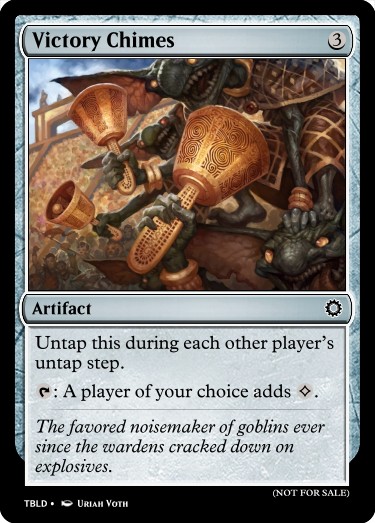 Victory Chimes 3
Artifact
Untap this during each other player's
untap step.
: A player of your choice adds .
The favored noisemaker of goblins ever
since the wardens cracked down on
explosives.
TBLD • Uriah Voth
(NOT FOR SALE)